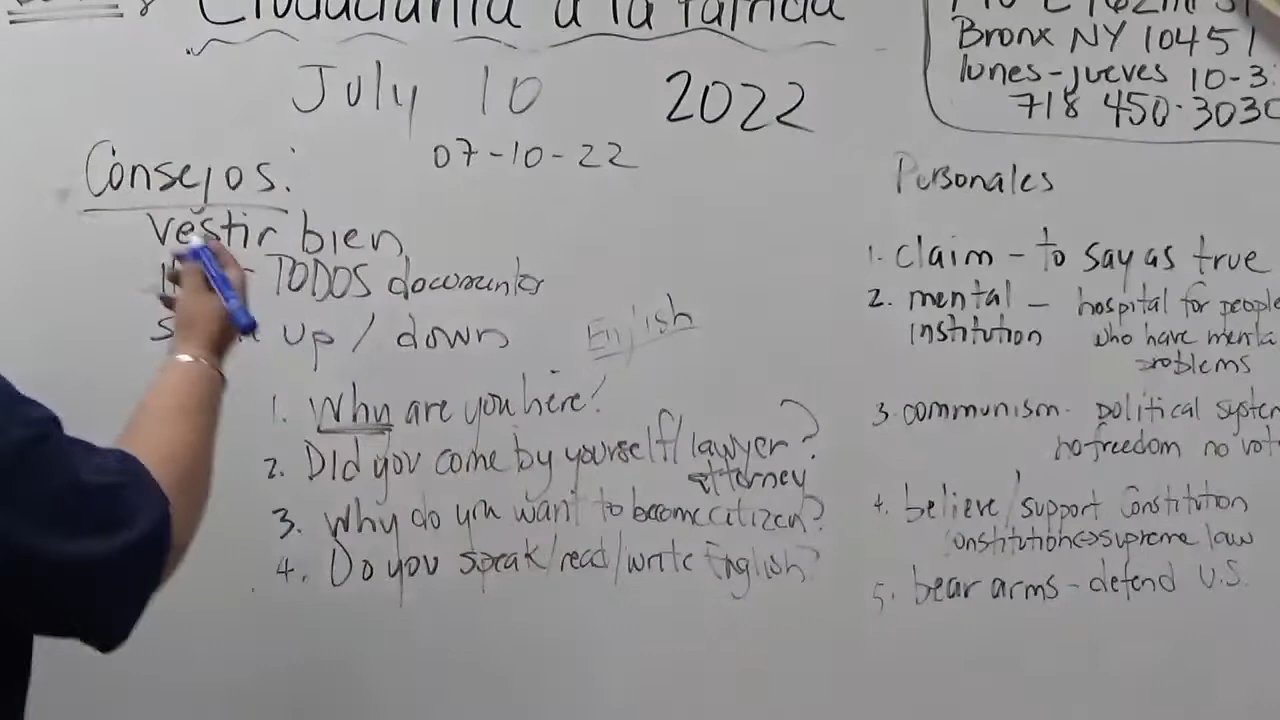 Ciudadanía a la familia
Bronx NY 10451
lunes-jueves 10-3
718 450-3030
July 10 2022
07-10-22
Consejos:
vestir bien
TODOS documentos
up / down
English
1. Why are you here?
2. Did you come by yourself/lawyer?
attorney
3. Why do you want to become citizen?
4. Do you speak/read/write English?
Personales
1. claim - to say as true
2. mental - hospital for people
institution who have menta
problems
3. communism - political system
no freedom no vot
4. believe/support Constitution
onstitution<=>supreme law
5. bear arms - defend U.S.